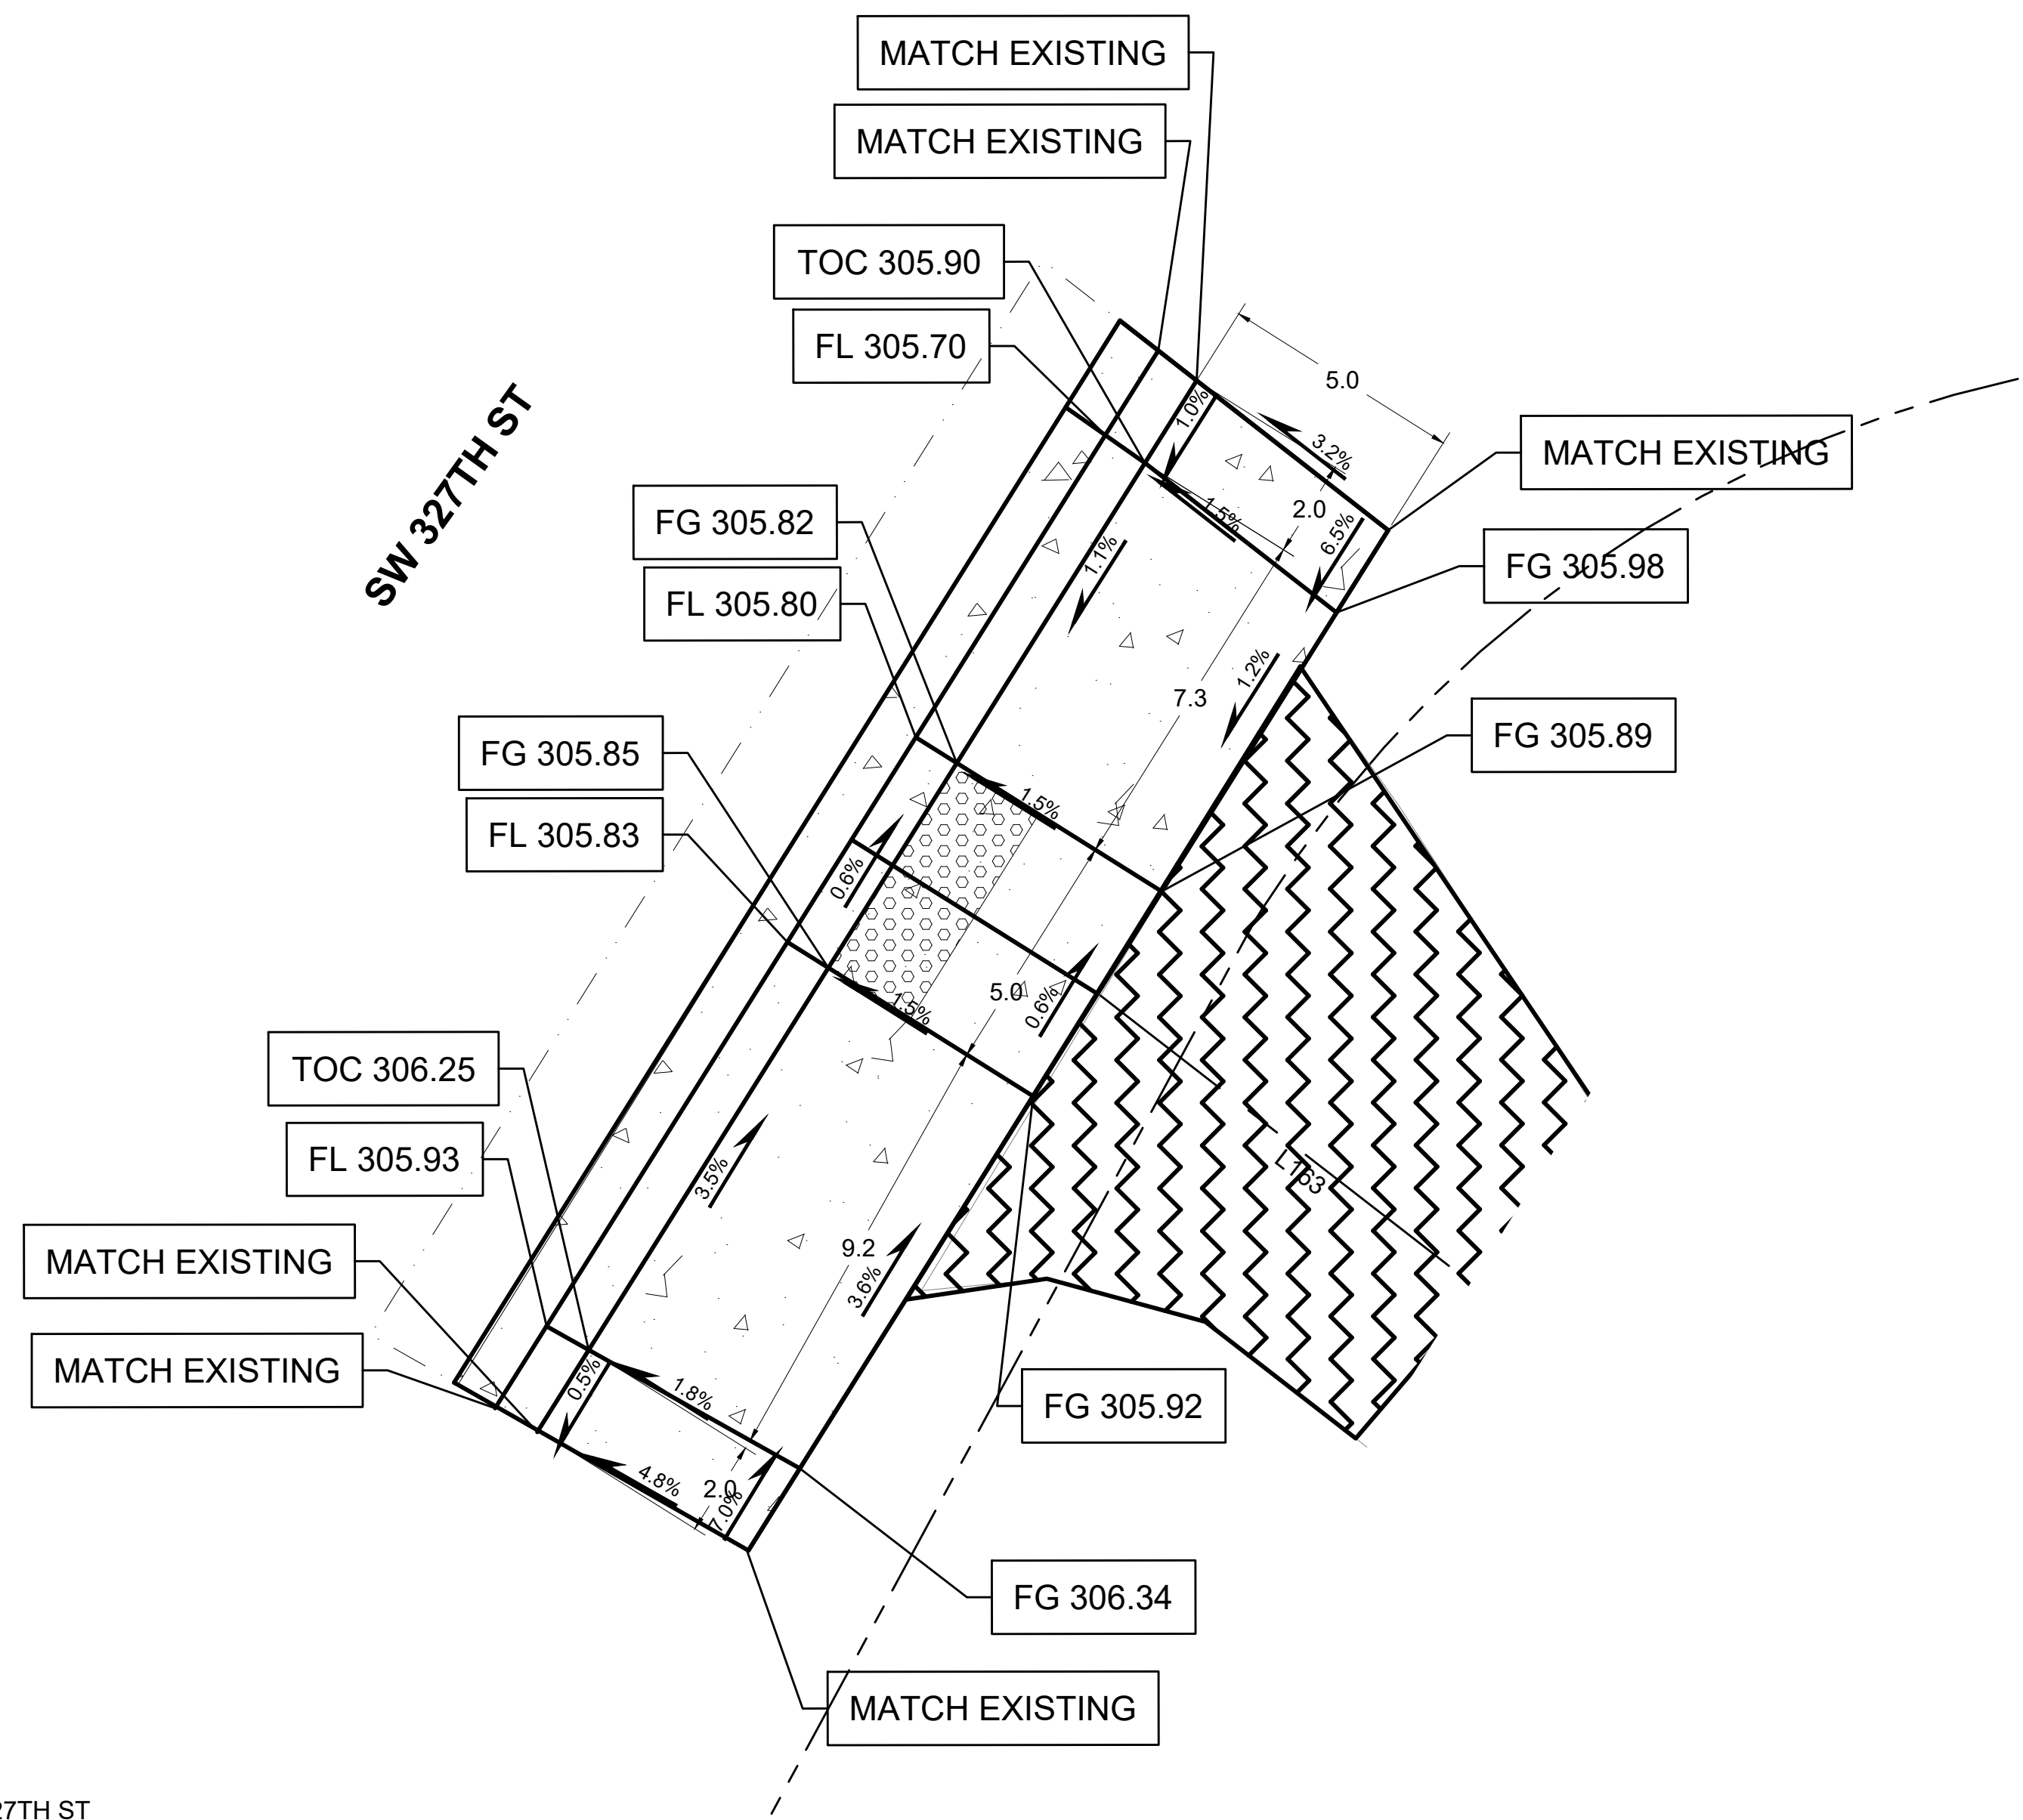 MATCH EXISTING
MATCH EXISTING
TOC 305.90
FL 305.70
5.0
1.0%
3.2%
MATCH EXISTING
SW 327TH ST
FG 305.82
1.5%
2.0
6.5%
FG 305.98
1.1%
FL 305.80
1.2%
7.3
FG 305.89
FG 305.85
1.5%
FL 305.83
0.6%
5.0
1.5%
0.6%
TOC 306.25
FL 305.93
3.5%
L163
MATCH EXISTING
9.2
3.6%
MATCH EXISTING
0.5%
1.8%
FG 305.92
4.8%
2.0
7.0%
FG 306.34
MATCH EXISTING
27TH ST